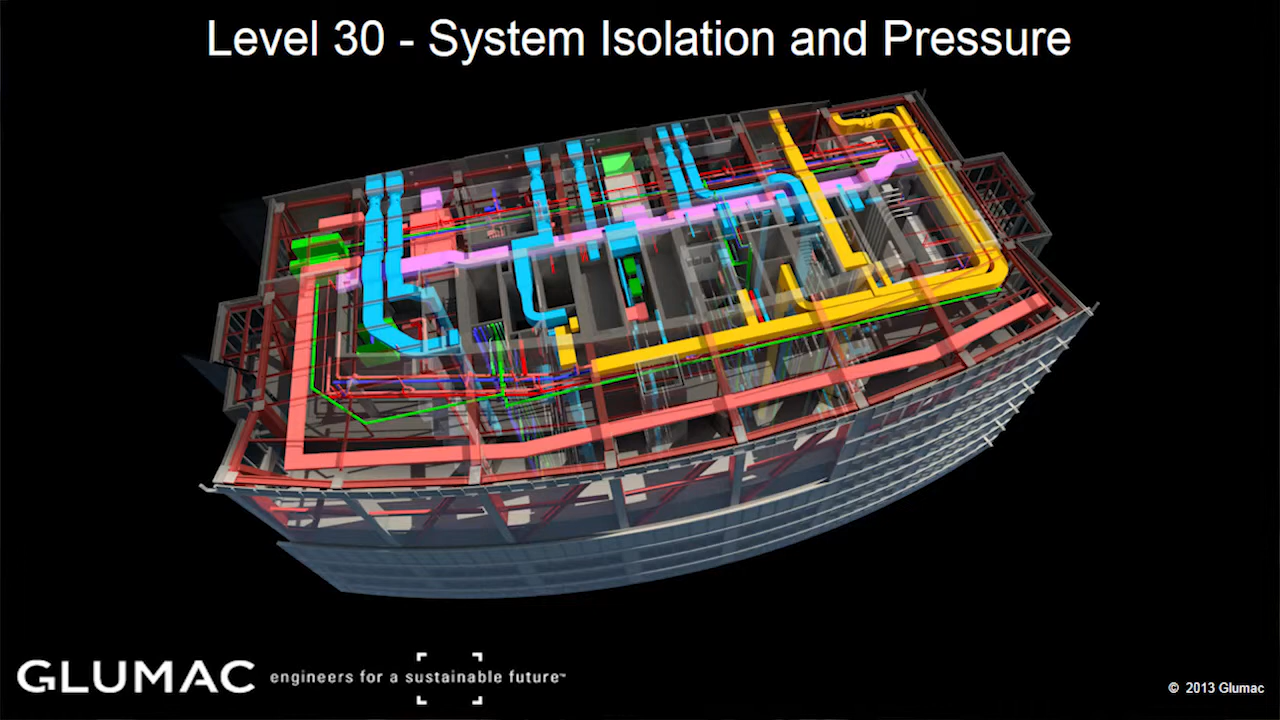 Level 30 - System Isolation and Pressure
GLUMAC engineers for a sustainable future™
© 2013 Glumac